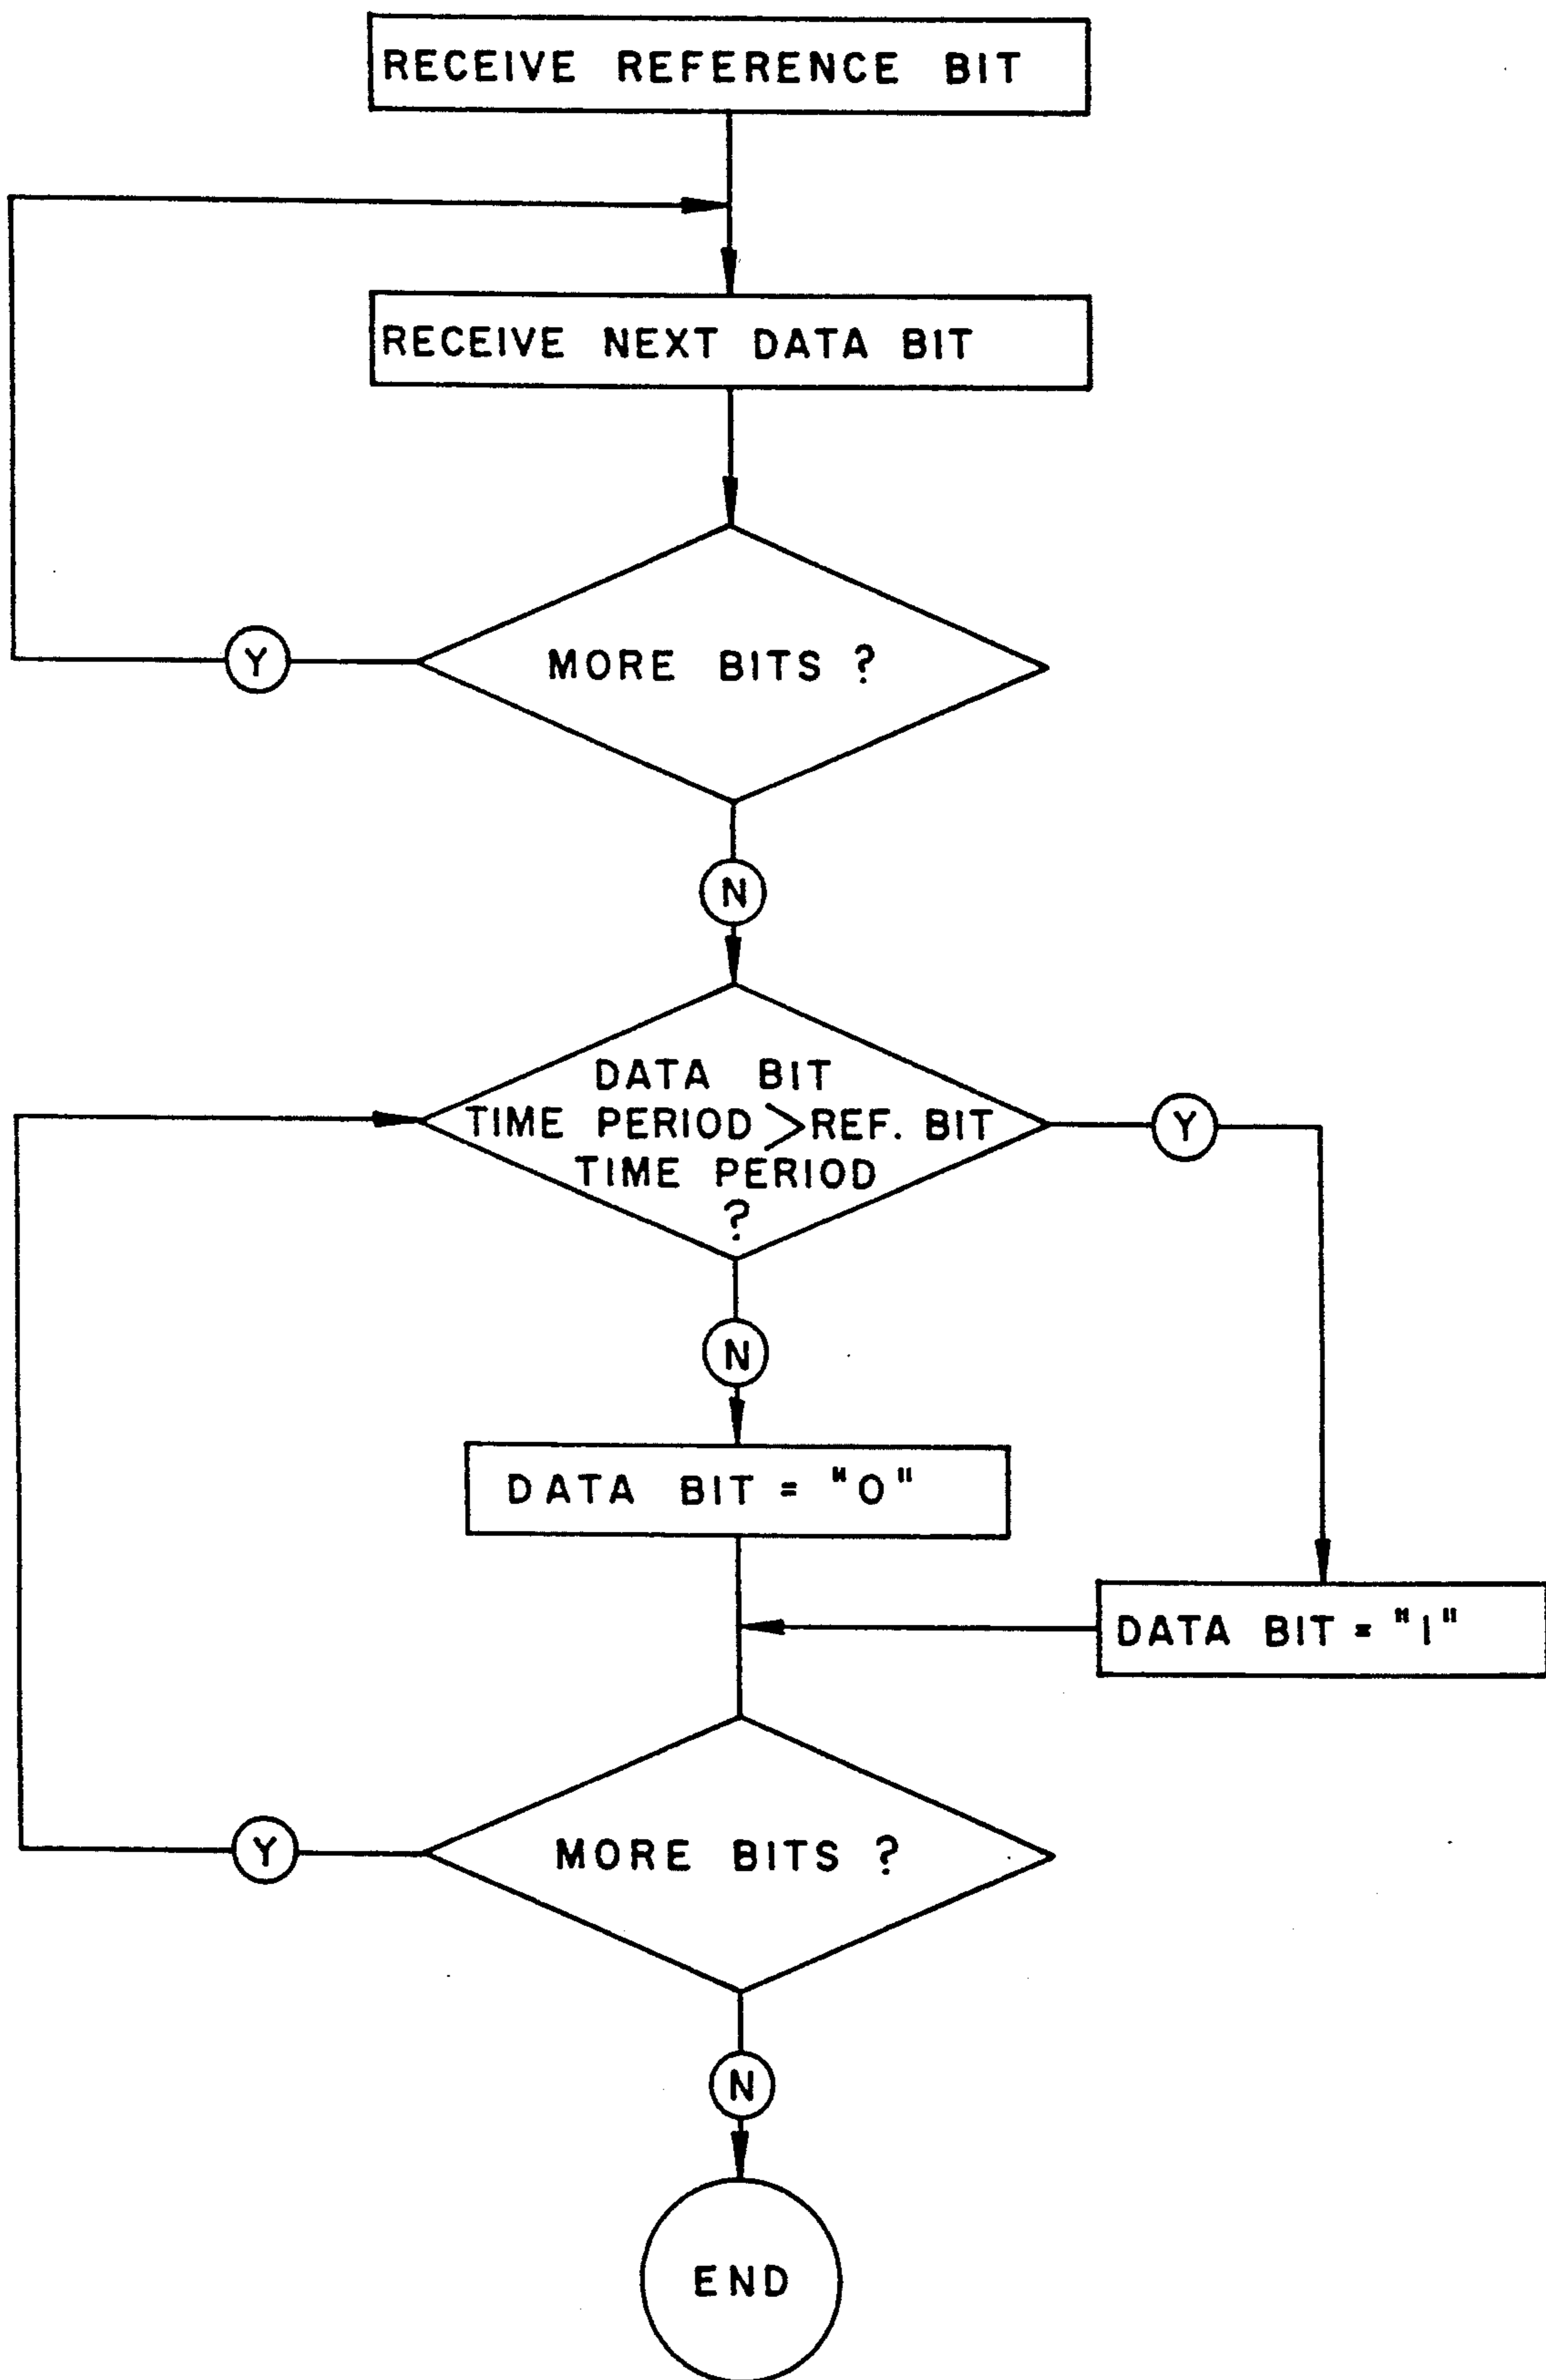 RECEIVE REFERENCE BIT
RECEIVE NEXT DATA BIT
MORE BITS ?
Y
N
DATA BIT
TIME PERIOD > REF. BIT
TIME PERIOD
?
Y
N
DATA BIT = "0"
DATA BIT = "1"
MORE BITS ?
Y
N
END